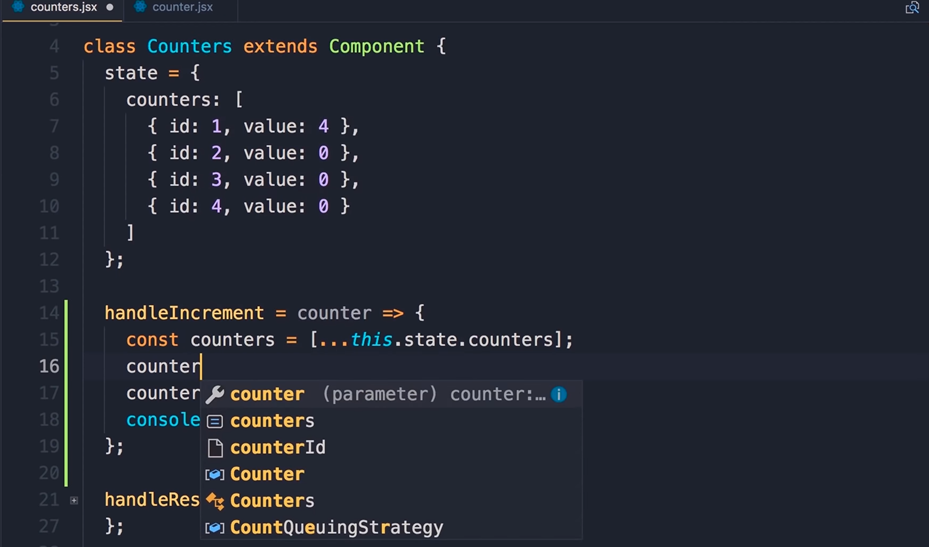 counters.jsx ● counter.jsx
4 class Counters extends Component {
5 state = {
6 counters: [
7 { id: 1, value: 4 },
8 { id: 2, value: 0 },
9 { id: 3, value: 0 },
10 { id: 4, value: 0 }
11 ]
12 };
13
14 handleIncrement = counter => {
15 const counters = [...this.state.counters];
16 counter
17 counter
counter (parameter) counter:…
18 console
counters
19 };
counterId
20
Counter
21 handleRes
Counters
27 };
CountQueuingStrategy